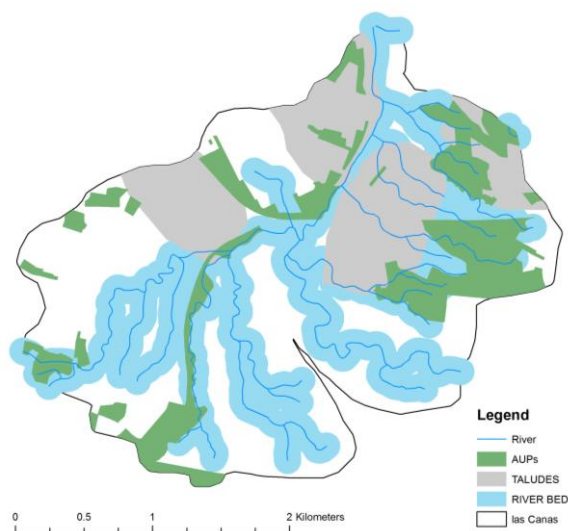 Legend
River
AUPs
TALUDES
RIVER BED
las Canas
0 0.5 1 2 Kilometers